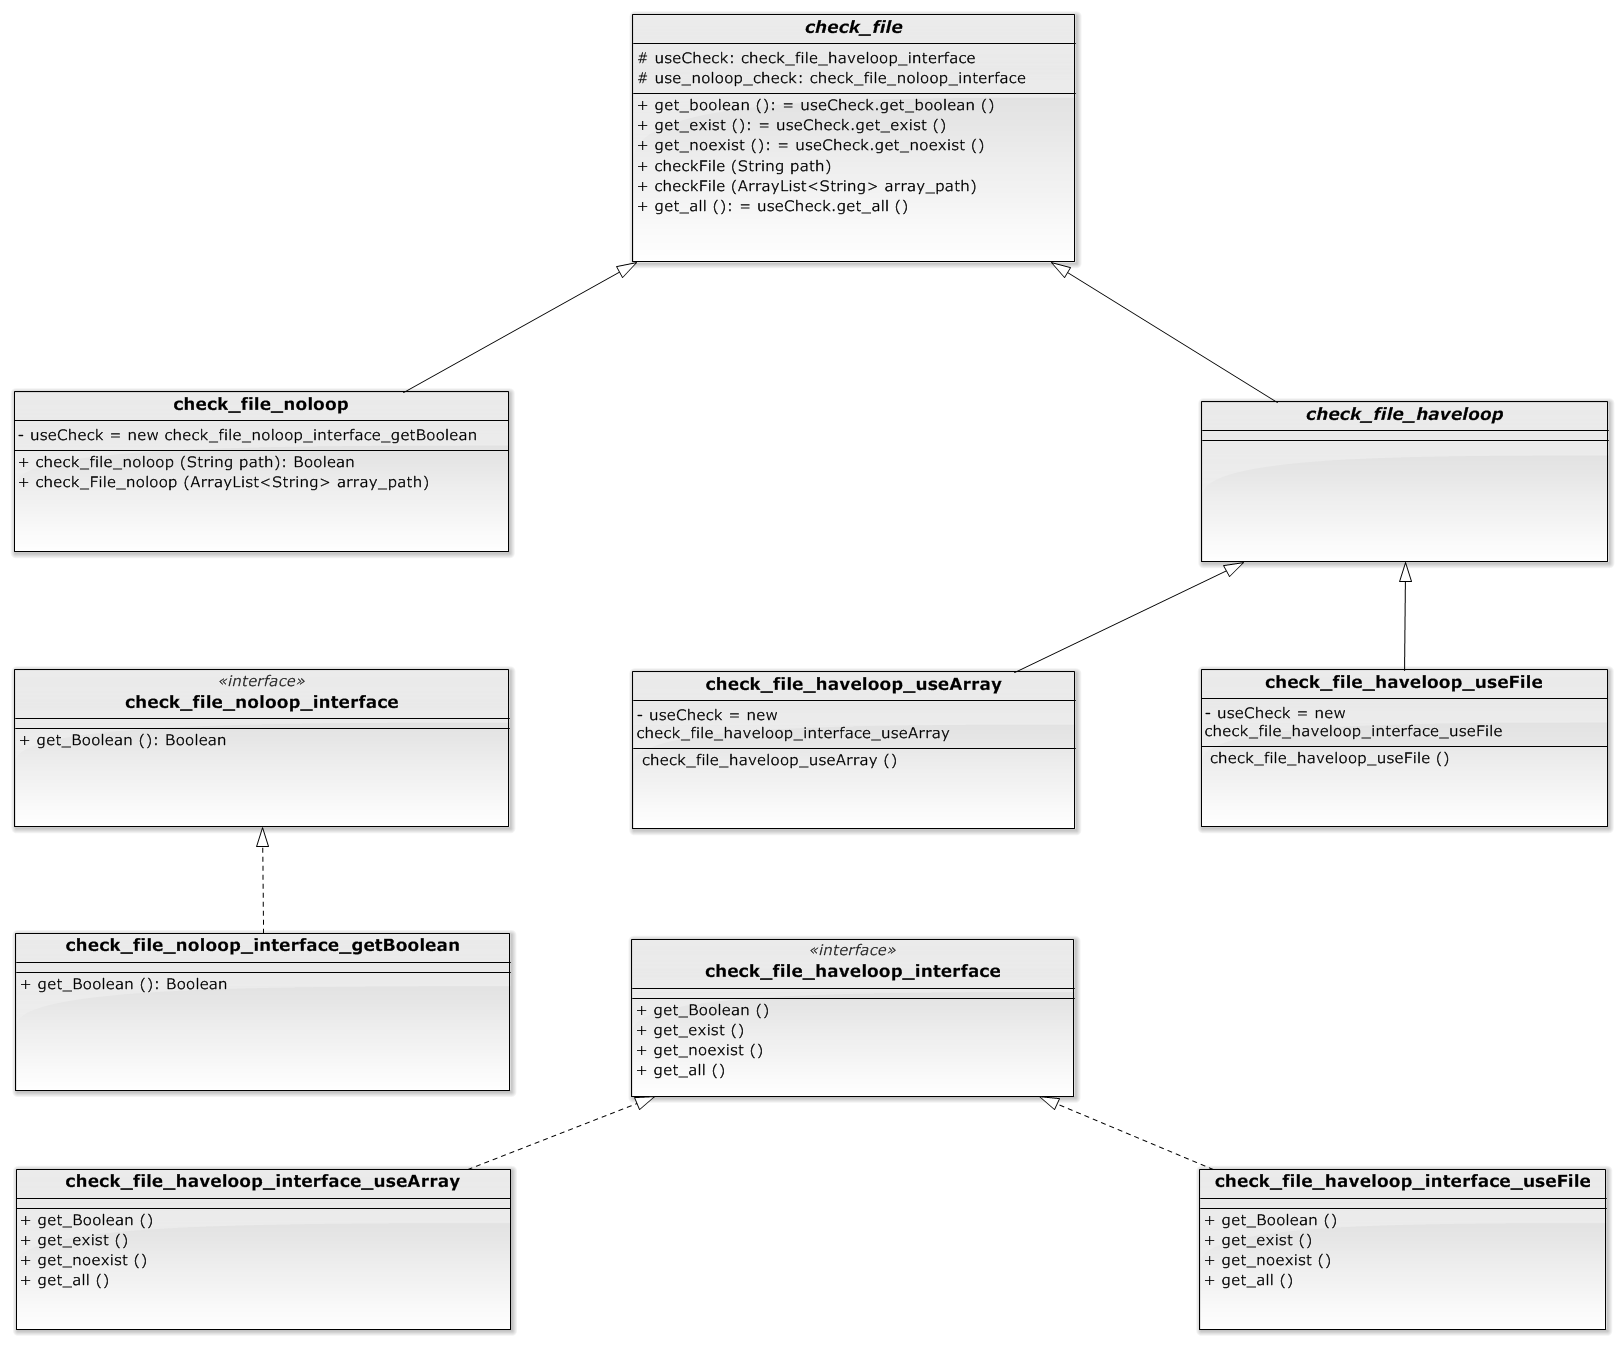 check_file
# useCheck: check_file_haveloop_interface
# use_noloop_check: check_file_noloop_interface
+ get_boolean (): = useCheck.get_boolean ()
+ get_exist (): = useCheck.get_exist ()
+ get_noexist (): = useCheck.get_noexist ()
+ checkFile (String path)
+ checkFile (ArrayList<String> array_path)
+ get_all (): = useCheck.get_all ()
check_file_noloop
- useCheck = new check_file_noloop_interface_getBoolean
+ check_file_noloop (String path): Boolean
+ check_File_noloop (ArrayList<String> array_path)
check_file_haveloop
«interface»
check_file_noloop_interface
+ get_Boolean (): Boolean
check_file_haveloop_useArray
- useCheck = new
check_file_haveloop_interface_useArray
check_file_haveloop_useArray ()
check_file_haveloop_useFile
- useCheck = new
check_file_haveloop_interface_useFile
check_file_haveloop_useFile ()
check_file_noloop_interface_getBoolean
+ get_Boolean (): Boolean
«interface»
check_file_haveloop_interface
+ get_Boolean ()
+ get_exist ()
+ get_noexist ()
+ get_all ()
check_file_haveloop_interface_useArray
+ get_Boolean ()
+ get_exist ()
+ get_noexist ()
+ get_all ()
check_file_haveloop_interface_useFile
+ get_Boolean ()
+ get_exist ()
+ get_noexist ()
+ get_all ()